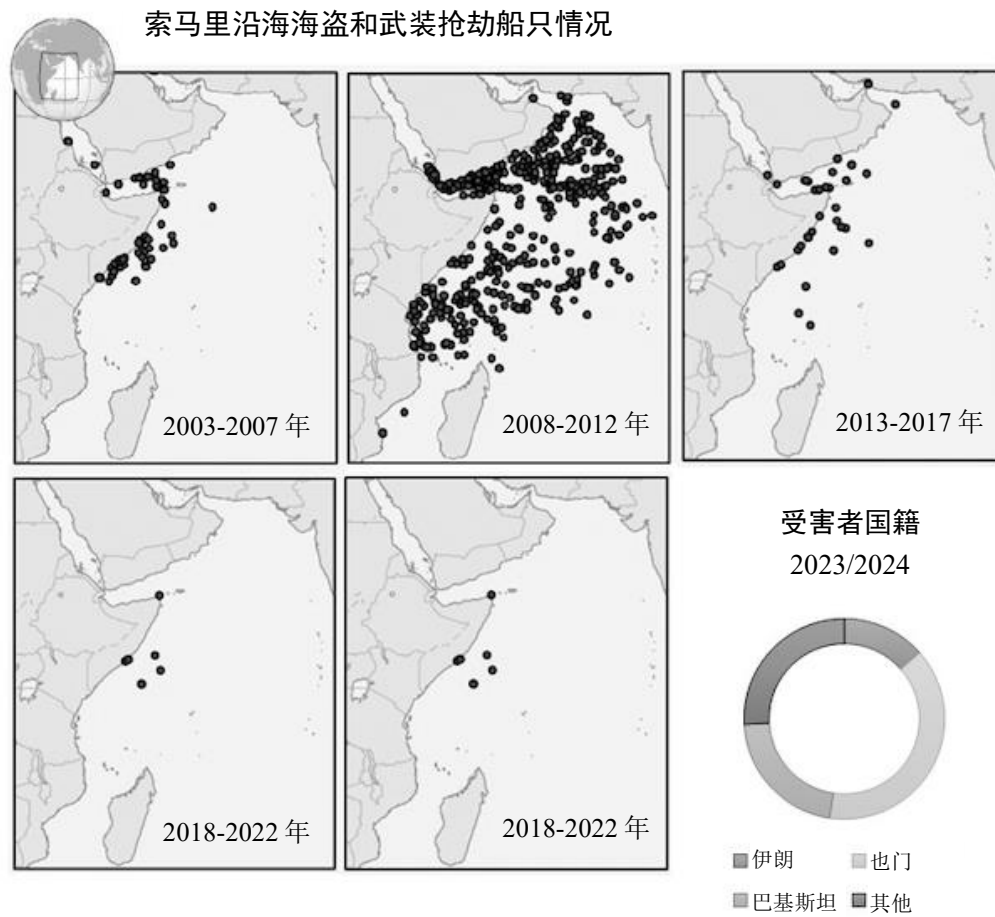 索马里沿海海盗和武装抢劫船只情况
2003-2007 年
2008-2012 年
2013-2017 年
2018-2022 年
2018-2022 年
受害者国籍
2023/2024
伊朗
也门
巴基斯坦
其他